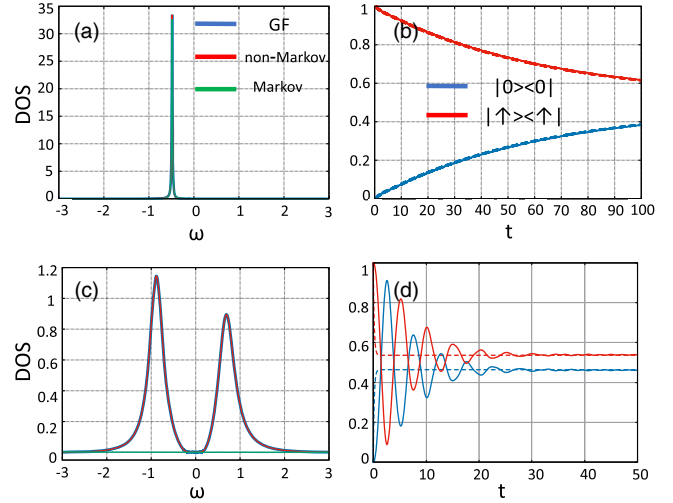 35
30
25
20
15
10
5
0
DOS
(a)
GF
non-Markov
Markov
-3 -2 -1 0 1 2 3
ω
1
0.8
0.6
0.4
0.2
0
(b)
|0><0|
|↑><↑|
0 10 20 30 40 50 60 70 80 90 100
t
1.2
1
0.8
0.6
0.4
0.2
0
DOS
(c)
-3 -2 -1 0 1 2 3
ω
1
0.8
0.6
0.4
0.2
0
(d)
0 10 20 30 40 50
t